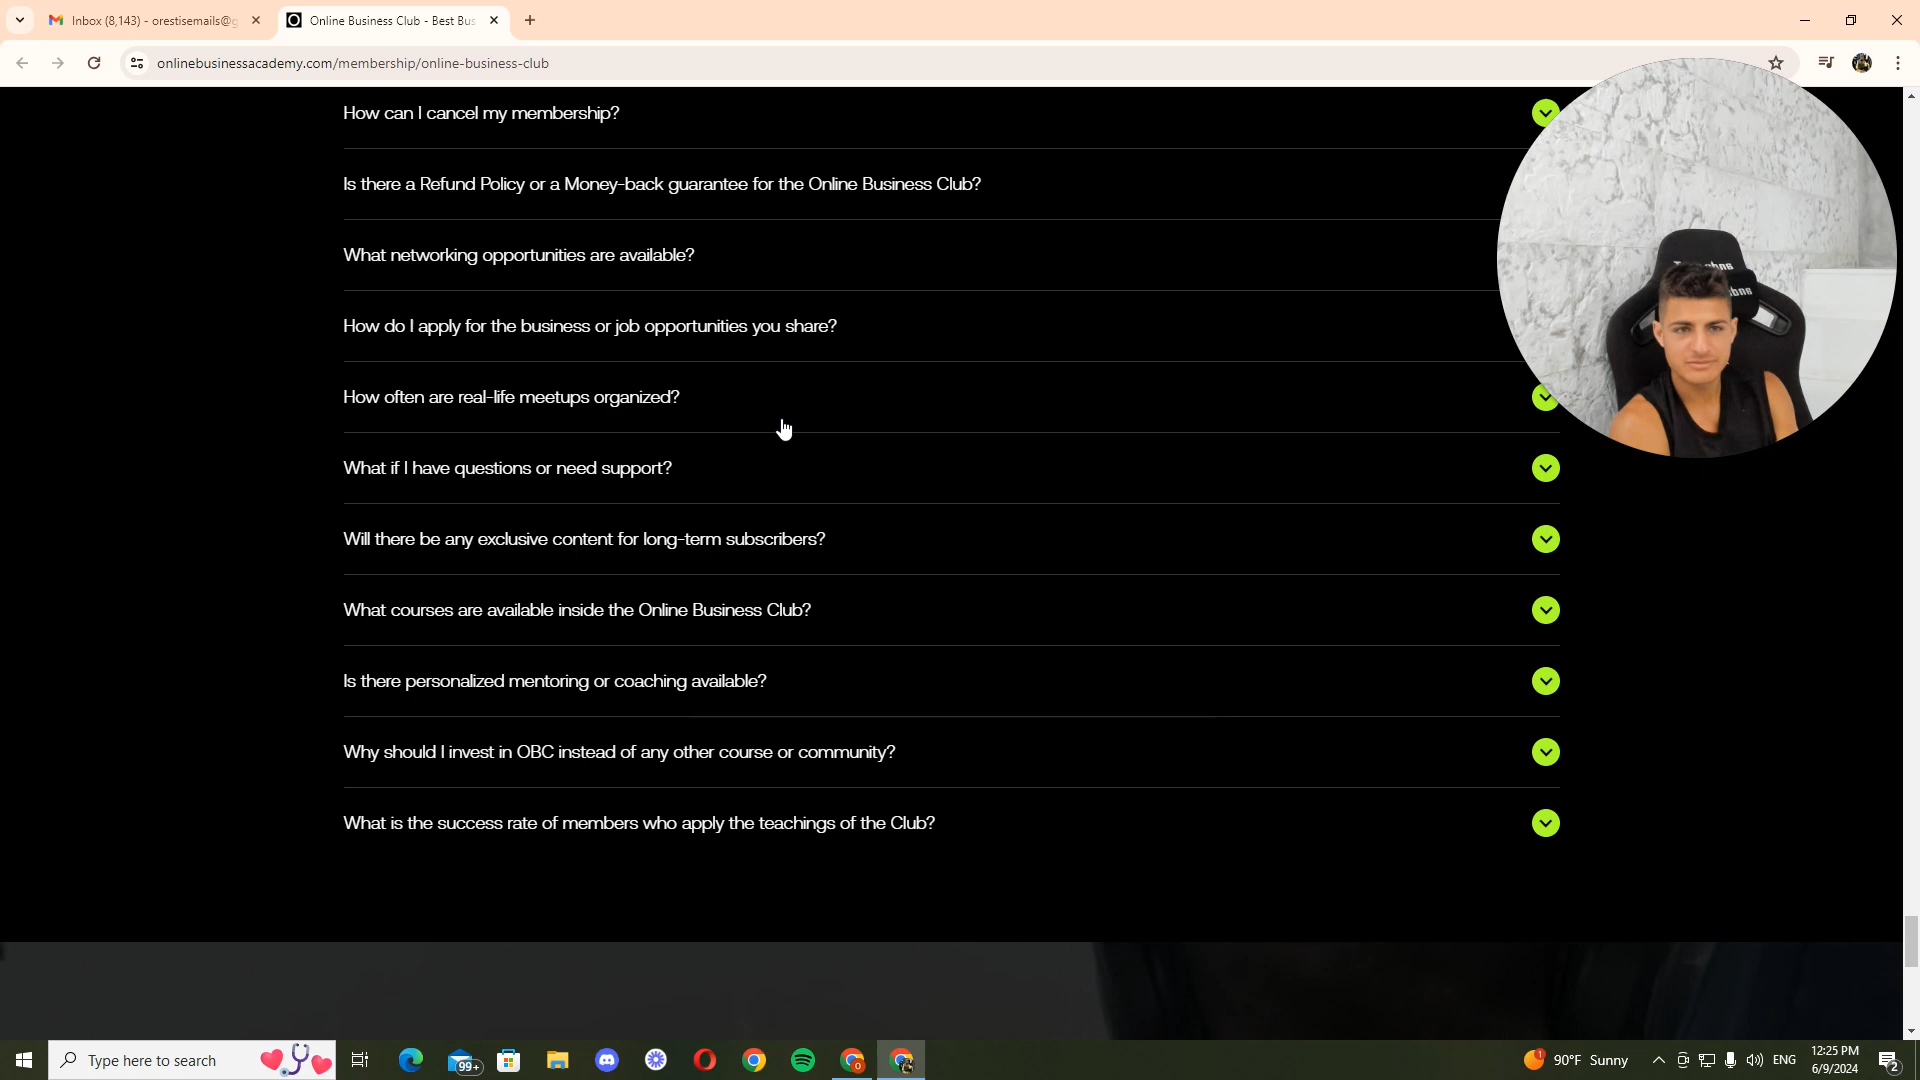 Inbox (8,143) - orestisemails@g
Online Business Club - Best Bus
onlinebusinessacademy.com/membership/online-business-club
How can I cancel my membership?
Is there a Refund Policy or a Money-back guarantee for the Online Business Club?
What networking opportunities are available?
How do I apply for the business or job opportunities you share?
How often are real-life meetups organized?
What if I have questions or need support?
Will there be any exclusive content for long-term subscribers?
What courses are available inside the Online Business Club?
Is there personalized mentoring or coaching available?
Why should I invest in OBC instead of any other course or community?
What is the success rate of members who apply the teachings of the Club?
Type here to search
99+
1
90°F Sunny
ENG
12:25 PM
6/9/2024
2